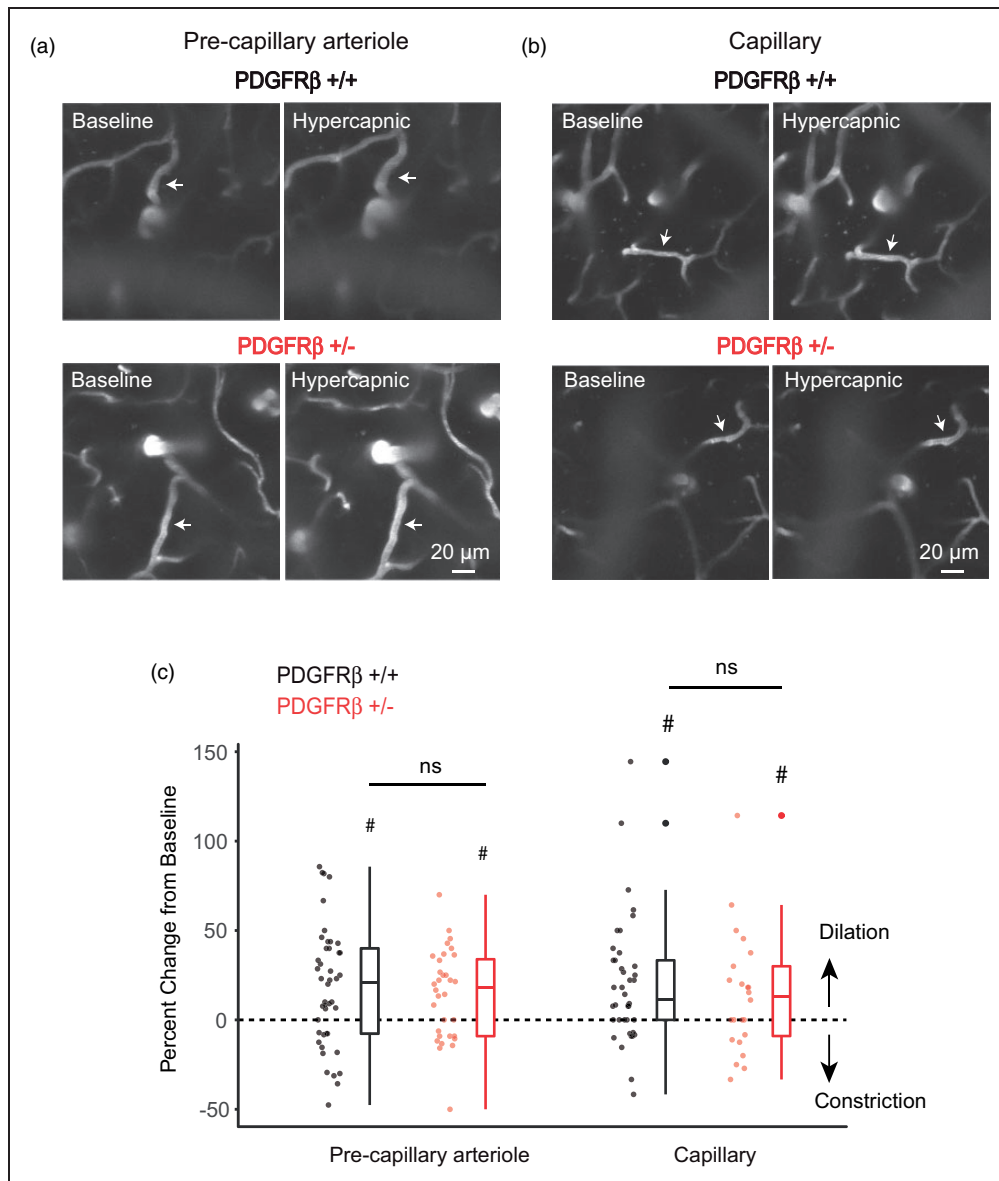 (a)
Pre-capillary arteriole
PDGFRβ +/+
Baseline
Hypercapnic
PDGFRβ +/-
Baseline
Hypercapnic
20 µm
(b)
Capillary
PDGFRβ +/+
Baseline
Hypercapnic
PDGFRβ +/-
Baseline
Hypercapnic
20 µm
(c)
PDGFRβ +/+
PDGFRβ +/-
ns
ns
#
#
#
#
Percent Change from Baseline
150
100
50
0
-50
Dilation
Constriction
Pre-capillary arteriole
Capillary